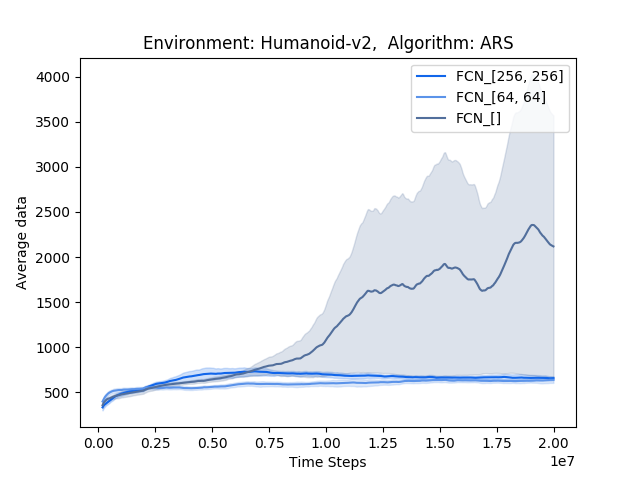 Environment: Humanoid-v2,  Algorithm: ARS
FCN_[256, 256]
FCN_[64, 64]
FCN_[]
4000
3500
3000
2500
2000
1500
1000
500
Average data
0.00 0.25 0.50 0.75 1.00 1.25 1.50 1.75 2.00
1e7
Time Steps